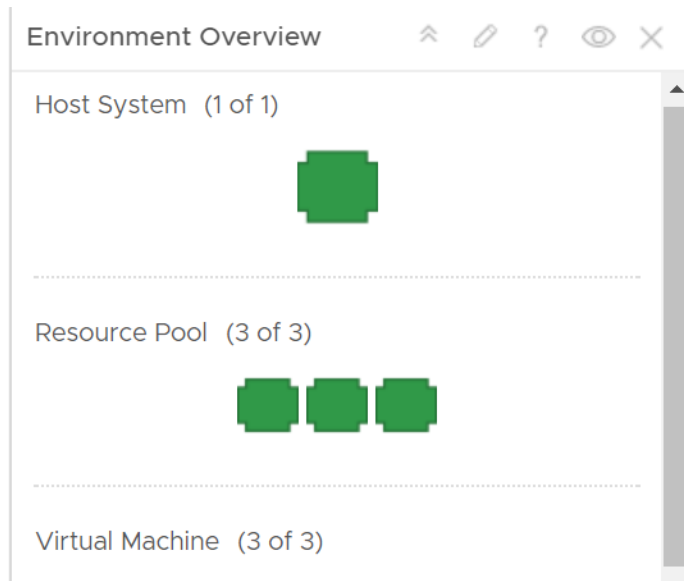 Environment Overview ?
Host System (1 of 1)
Resource Pool (3 of 3)
Virtual Machine (3 of 3)